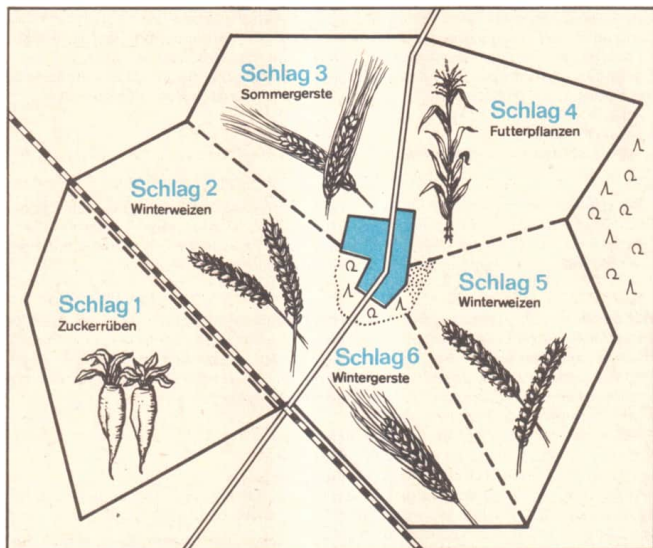 Schlag 3
Sommergerste
Schlag 4
Futterpflanzen
Schlag 2
Winterweizen
Schlag 5
Winterweizen
Schlag 1
Zuckerrüben
Schlag 6
Wintergerste